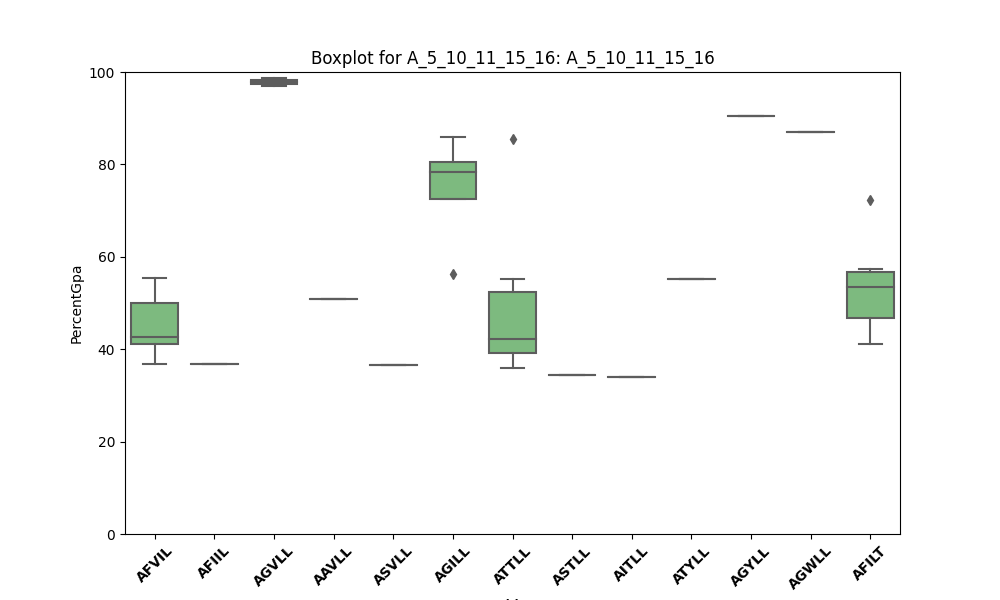 Boxplot for A_5_10_11_15_16: A_5_10_11_15_16
PercentGpa
100
80
60
40
20
0
AFVIL
AFIIL
AGVLL
AAVLL
ASVLL
AGILL
ATTLL
ASTLL
AITLL
ATYLL
AGYLL
AGWLL
AFILT